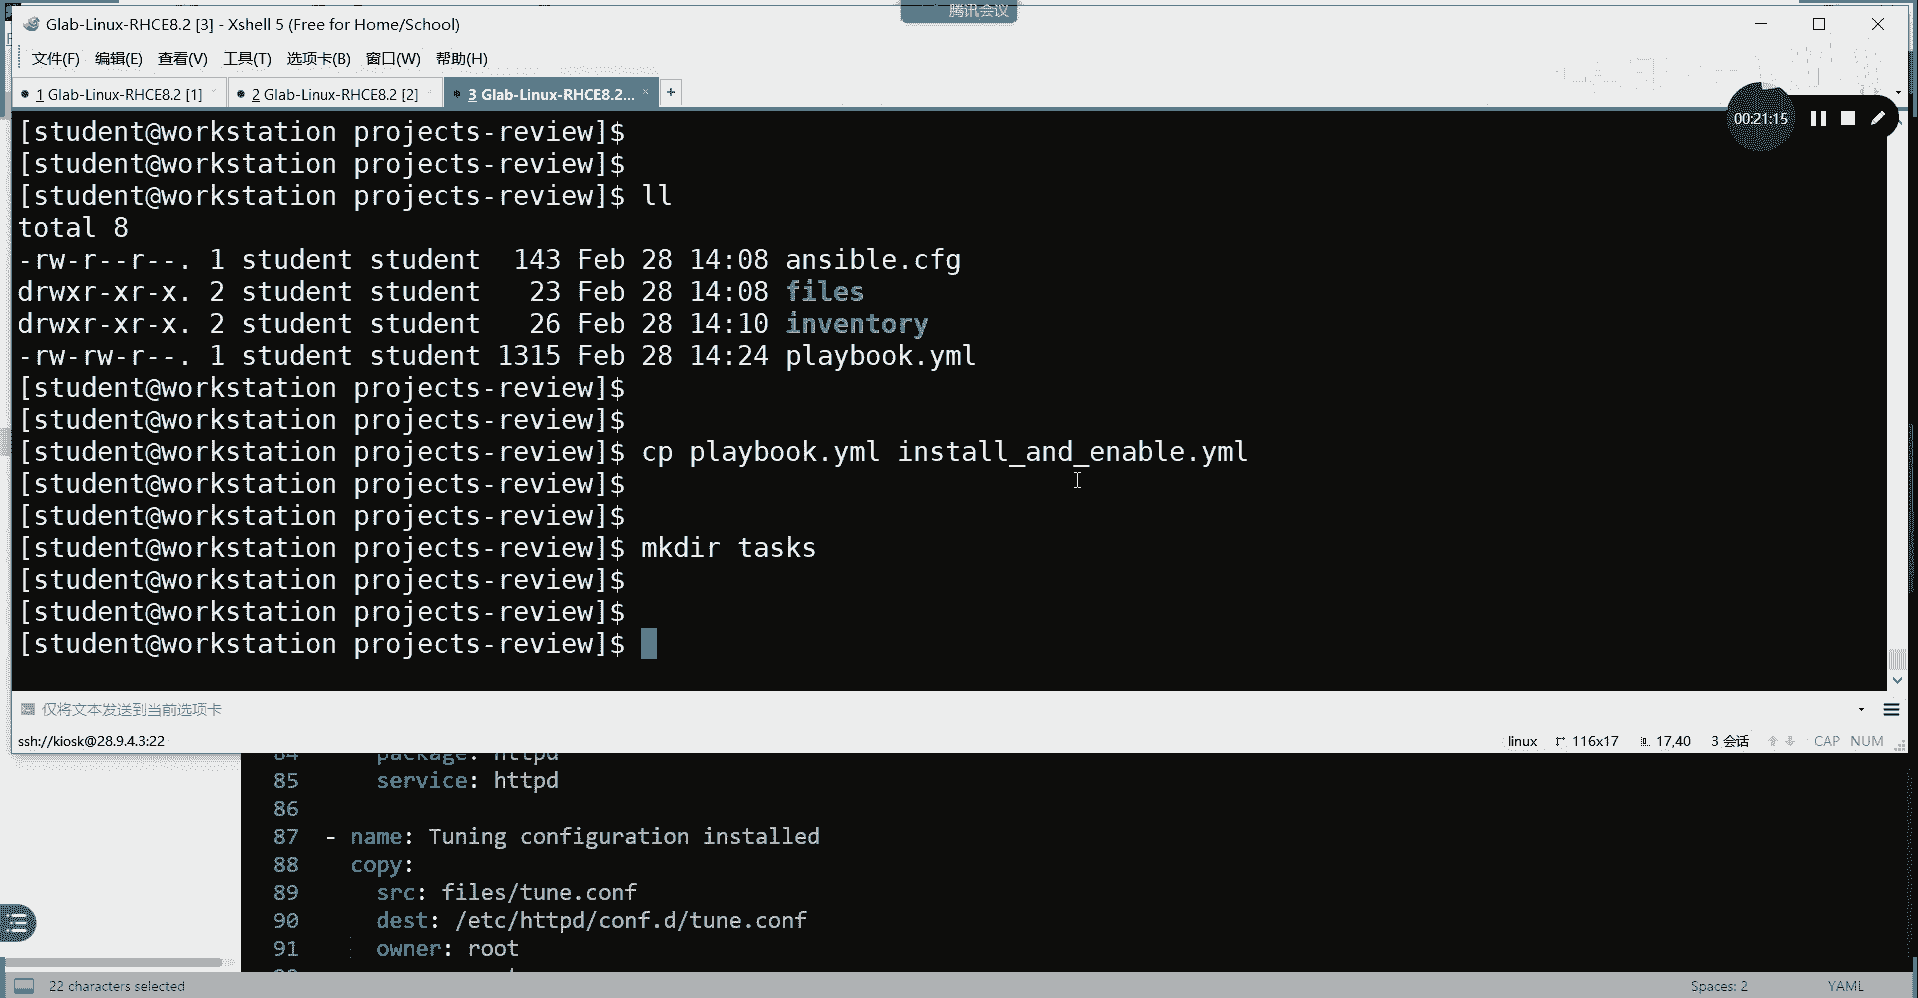 腾讯会议
Glab-Linux-RHCE8.2 [3] - Xshell 5 (Free for Home/School)
文件(F) 编辑(E) 查看(V) 工具(T) 选项卡(B) 窗口(W) 帮助(H)
1 Glab-Linux-RHCE8.2 [1] 2 Glab-Linux-RHCE8.2 [2] 3 Glab-Linux-RHCE8.2... +
00:21:15
[student@workstation projects-review]$
[student@workstation projects-review]$
[student@workstation projects-review]$ ll
total 8
-rw-r--r--. 1 student student 143 Feb 28 14:08 ansible.cfg
drwxr-xr-x. 2 student student 23 Feb 28 14:08 files
drwxr-xr-x. 2 student student 26 Feb 28 14:10 inventory
-rw-rw-r--. 1 student student 1315 Feb 28 14:24 playbook.yml
[student@workstation projects-review]$
[student@workstation projects-review]$
[student@workstation projects-review]$ cp playbook.yml install_and_enable.yml
[student@workstation projects-review]$
[student@workstation projects-review]$
[student@workstation projects-review]$ mkdir tasks
[student@workstation projects-review]$
[student@workstation projects-review]$
[student@workstation projects-review]$
仅将文本发送到当前选项卡
ssh://kiosk@28.9.4.3:22 linux 116x17 17,40 3 会话 CAP NUM
84 package: httpd
85 service: httpd
86
87 - name: Tuning configuration installed
88 copy:
89 src: files/tune.conf
90 dest: /etc/httpd/conf.d/tune.conf
91 owner: root
22 characters selected Spaces: 2 YAML